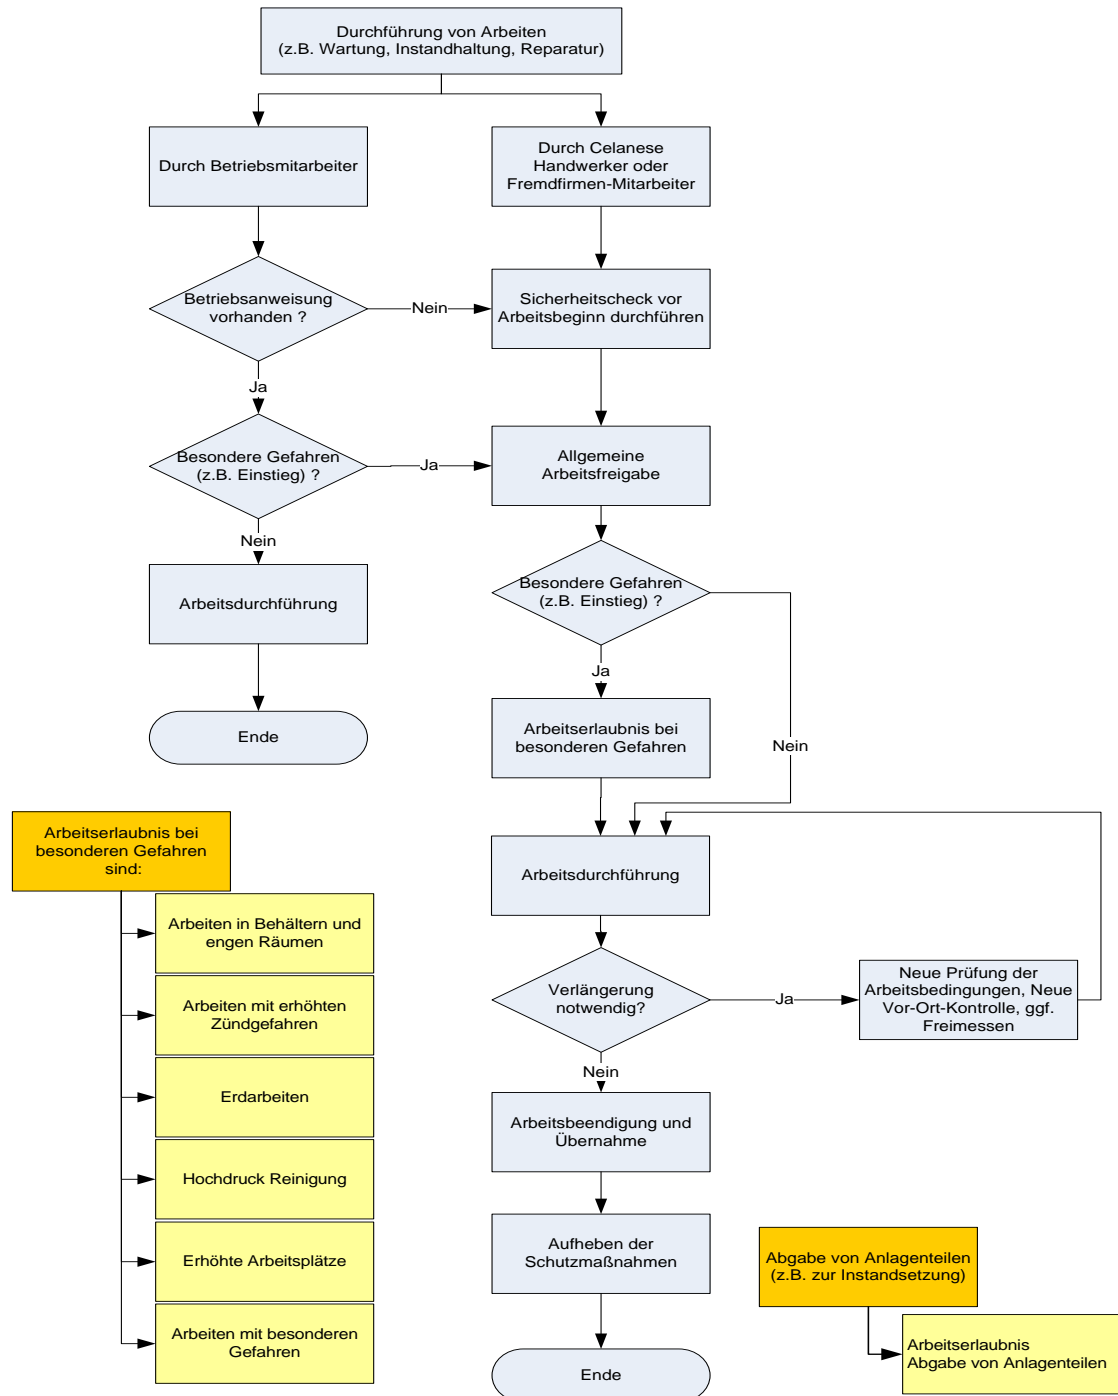 Durchführung von Arbeiten
(z.B. Wartung, Instandhaltung, Reparatur)
Durch Betriebsmitarbeiter
Durch Celanese
Handwerker oder
Fremdfirmen-Mitarbeiter
Betriebsanweisung
vorhanden ?
Nein
Sicherheitscheck vor
Arbeitsbeginn durchführen
Ja
Besondere Gefahren
(z.B. Einstieg) ?
Ja
Allgemeine
Arbeitsfreigabe
Nein
Arbeitsdurchführung
Ende
Besondere Gefahren
(z.B. Einstieg) ?
Ja
Arbeitserlaubnis bei
besonderen Gefahren
Nein
Arbeitsdurchführung
Verlängerung
notwendig?
Ja
Neue Prüfung der
Arbeitsbedingungen, Neue
Vor-Ort-Kontrolle, ggf.
Freimessen
Nein
Arbeitsbeendigung und
Übernahme
Aufheben der
Schutzmaßnahmen
Ende
Arbeitserlaubnis bei
besonderen Gefahren
sind:
Arbeiten in Behältern und
engen Räumen
Arbeiten mit erhöhten
Zündgefahren
Erdarbeiten
Hochdruck Reinigung
Erhöhte Arbeitsplätze
Arbeiten mit besonderen
Gefahren
Abgabe von Anlagenteilen
(z.B. zur Instandsetzung)
Arbeitserlaubnis
Abgabe von Anlagenteilen